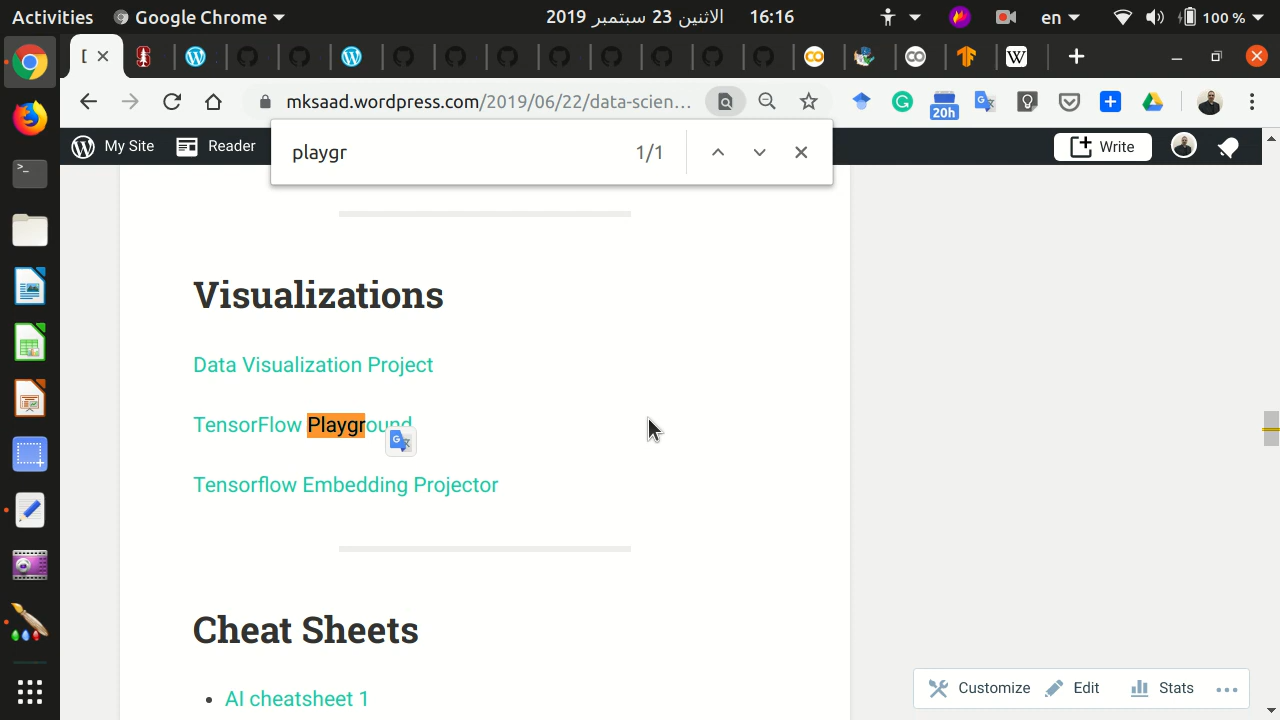 Activities
Google Chrome
الاثنين 23 سبتمبر 2019 16:16
en
100 %
[
mksaad.wordpress.com/2019/06/22/data-scien...
20h
My Site
Reader
playgr
1/1
Write
Visualizations
Data Visualization Project
TensorFlow Playground
Tensorflow Embedding Projector
Cheat Sheets
AI cheatsheet 1
Customize
Edit
Stats